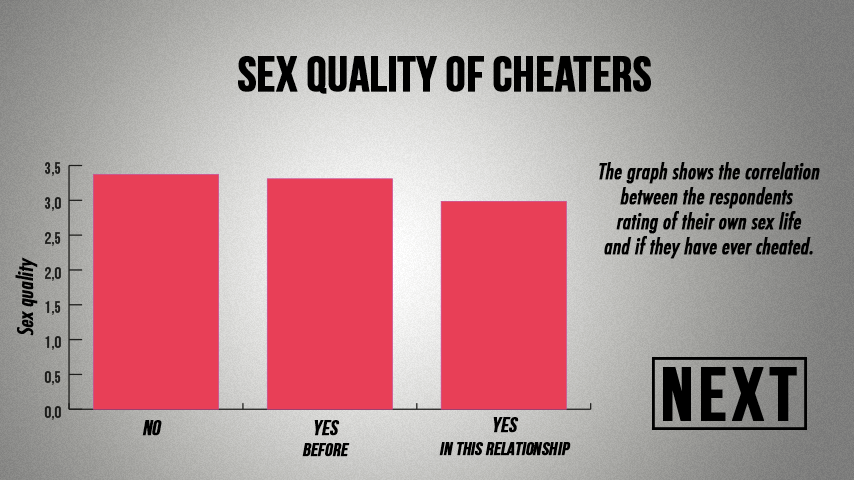 SEX QUALITY OF CHEATERS
3,5
3,0
2,5
2,0
1,5
1,0
0,5
0,0
Sex quality
NO
YES
BEFORE
YES
IN THIS RELATIONSHIP
The graph shows the correlation
between the respondents
rating of their own sex life
and if they have ever cheated.
NEXT